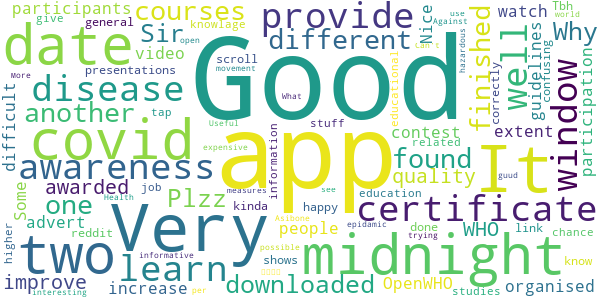 participants courses provide different Nice watch Tbh
give general Sir scroll open use Against world
date knowlage video Good Why can't
disease presentations finished well guidelines hazardous confusing
difficult another tap educational correctly participation
covid stuff contest extent window
awareness app found related It
Some awarded job kinda information quality
one Plzz people certificate
advert Health Useful measures see education guud
higher reddit happy What done WHO link chance
two Very expensive Asibone trying epidamic
learn midnight know
improve informative downloaded possible OpenWHO organised
More increase shows movement studies
interesting per